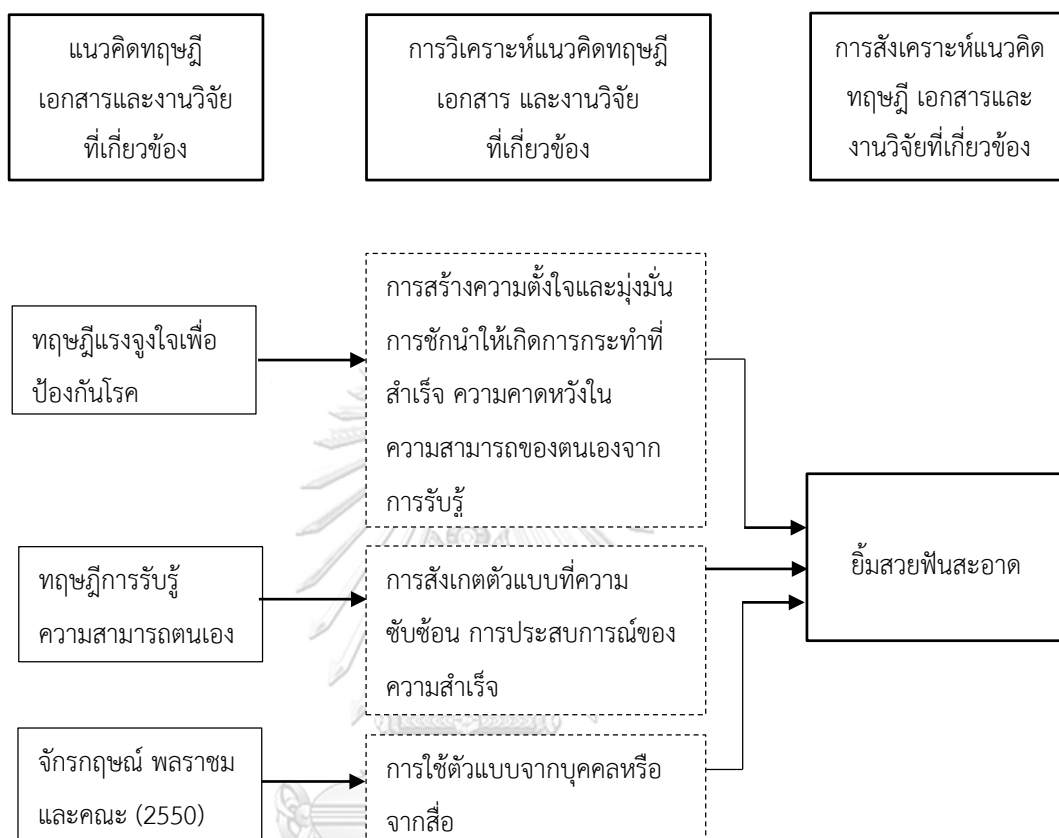 แนวคิดทฤษฎี
เอกสารและงานวิจัย
ที่เกี่ยวข้อง
การวิเคราะห์แนวคิดทฤษฎี
เอกสาร และงานวิจัย
ที่เกี่ยวข้อง
การสังเคราะห์แนวคิด
ทฤษฎี เอกสารและ
งานวิจัยที่เกี่ยวข้อง
ทฤษฎีแรงจูงใจเพื่อ
ป้องกันโรค
การสร้างความตั้งใจและมุ่งมั่น
การชักนำให้เกิดการกระทำที่
สำเร็จ ความคาดหวังใน
ความสามารถของตนเองจาก
การรับรู้
ทฤษฎีการรับรู้
ความสามารถตนเอง
การสังเกตตัวแบบที่ความ
ซับซ้อน การประสบการณ์ของ
ความสำเร็จ
จักรกฤษณ์ พลราชม
และคณะ (2550)
การใช้ตัวแบบจากบุคคลหรือ
จากสื่อ
ยิ้มสวยฟันสะอาด